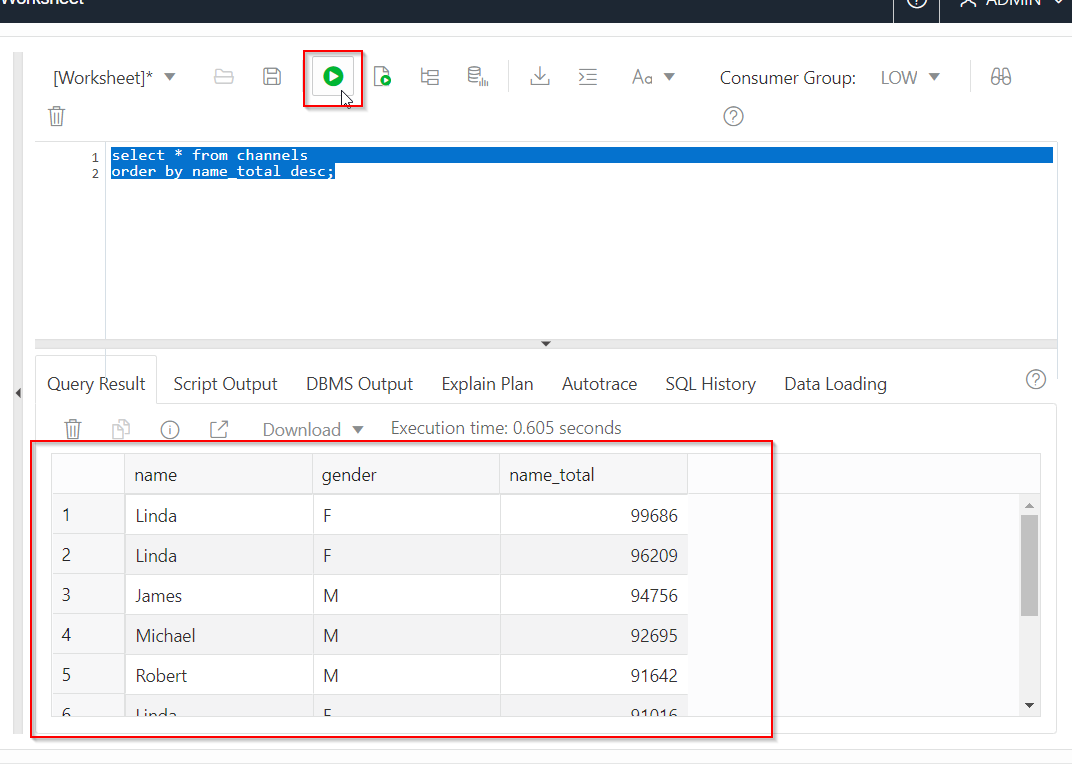 Worksheet
ADMIN
[Worksheet]*
Aa
Consumer Group: LOW
1 select * from channels
2 order by name_total desc;
Query Result Script Output DBMS Output Explain Plan Autotrace SQL History Data Loading
Download Execution time: 0.605 seconds
name gender name_total
1 Linda F 99686
2 Linda F 96209
3 James M 94756
4 Michael M 92695
5 Robert M 91642
6 Linda F 91016